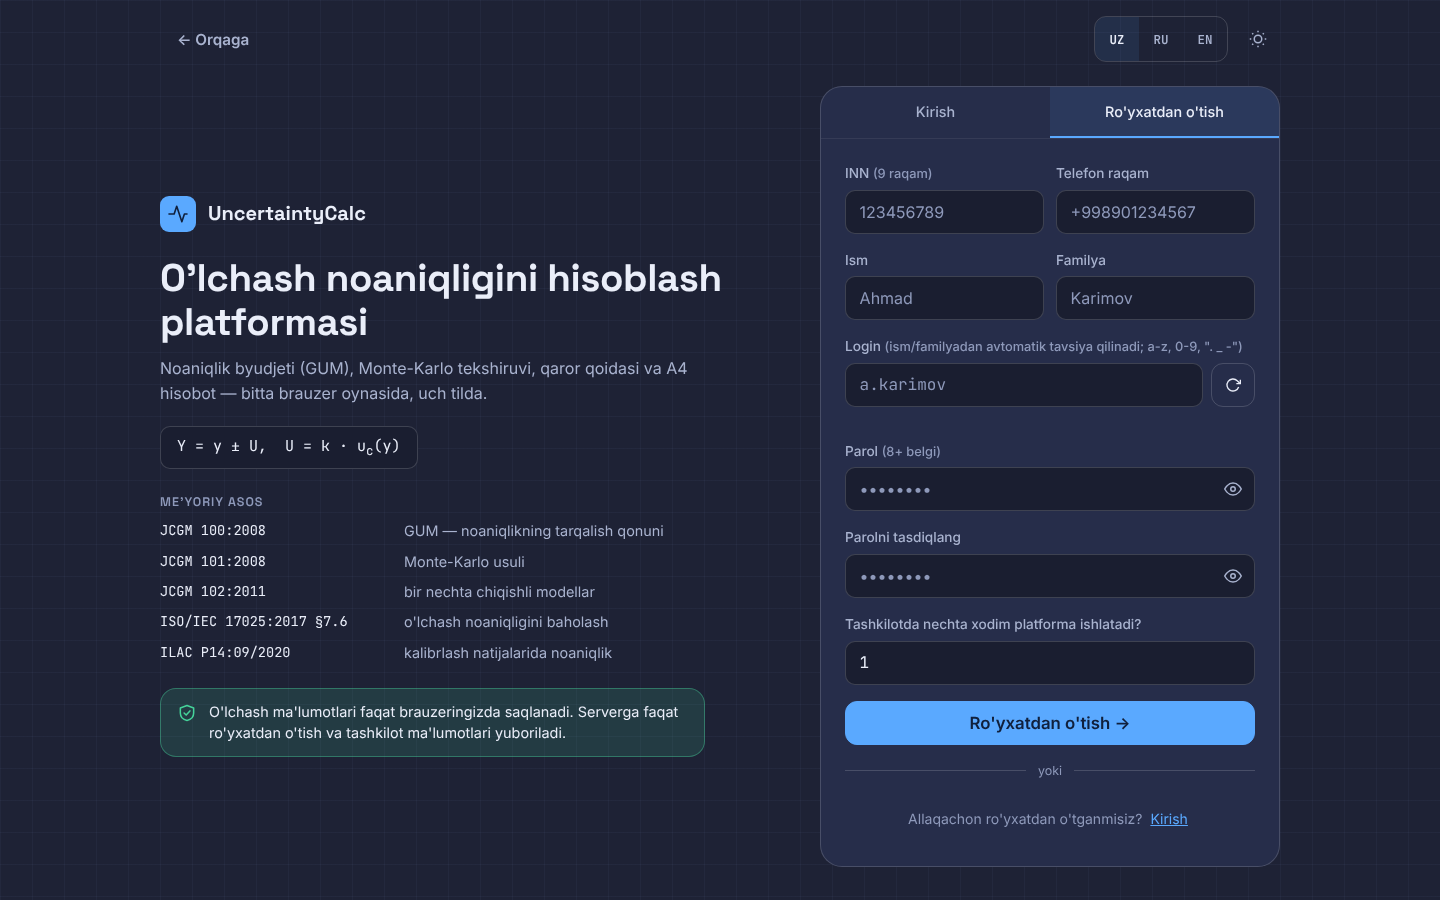 ← Orqaga
UZ RU EN
UncertaintyCalc
O'lchash noaniqligini hisoblash
platformasi
Noaniqlik byudjeti (GUM), Monte-Karlo tekshiruvi, qaror qoidasi va A4
hisobot — bitta brauzer oynasida, uch tilda.
Y = y ± U, U = k · u_c(y)
ME'YORIY ASOS
JCGM 100:2008 GUM — noaniqlikning tarqalish qonuni
JCGM 101:2008 Monte-Karlo usuli
JCGM 102:2011 bir nechta chiqishli modellar
ISO/IEC 17025:2017 §7.6 o'lchash noaniqligini baholash
ILAC P14:09/2020 kalibrlash natijalarida noaniqlik
O'lchash ma'lumotlari faqat brauzeringizda saqlanadi. Serverga faqat
ro'yxatdan o'tish va tashkilot ma'lumotlari yuboriladi.
Kirish Ro'yxatdan o'tish
INN (9 raqam) Telefon raqam
123456789 +998901234567
Ism Familya
Ahmad Karimov
Login (ism/familyadan avtomatik tavsiya qilinadi; a-z, 0-9, ". _ -")
a.karimov
Parol (8+ belgi)
••••••••
Parolni tasdiqlang
••••••••
Tashkilotda nechta xodim platforma ishlatadi?
1
Ro'yxatdan o'tish →
yoki
Allaqachon ro'yxatdan o'tganmisiz? Kirish